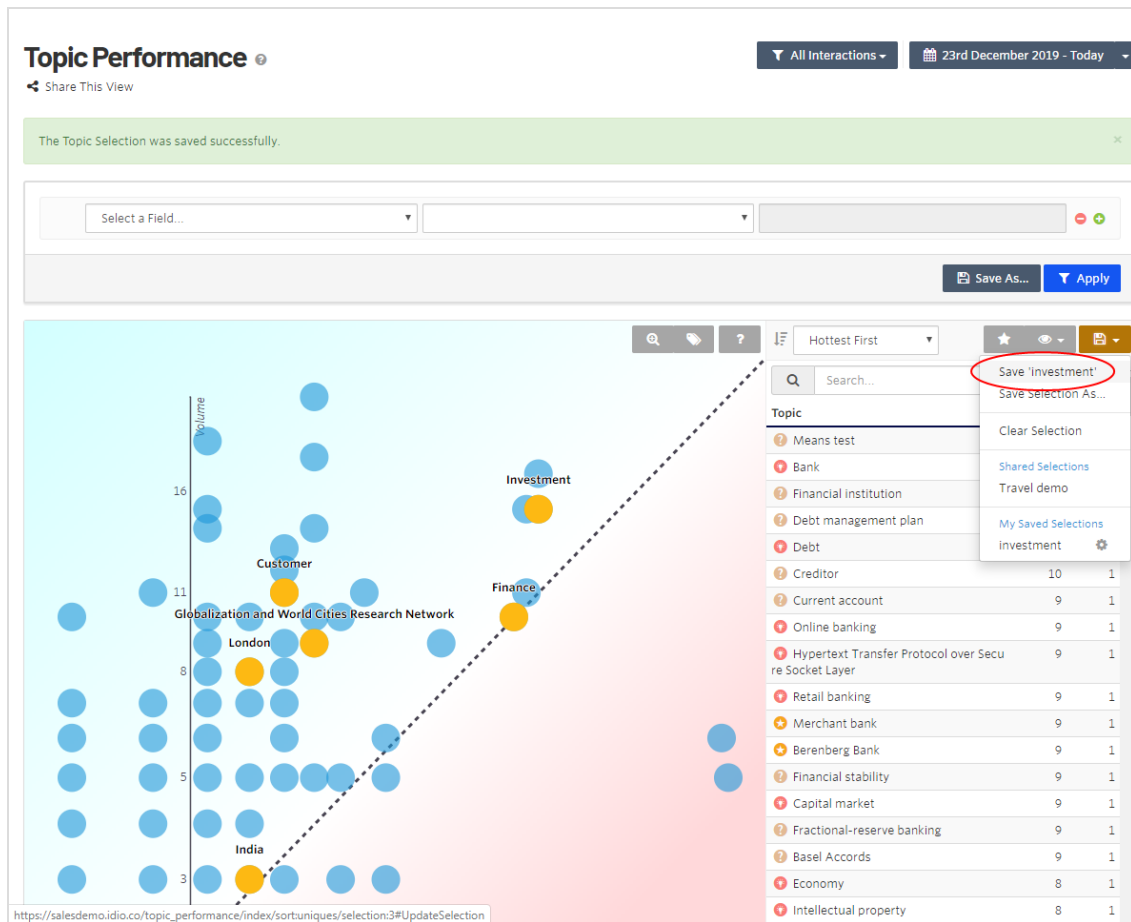 Topic Performance ?
Share This View
All Interactions
23rd December 2019 - Today
The Topic Selection was saved successfully.
×
Select a Field...
Save As...
Apply
?
Hottest First
Search...
Topic
Save 'investment'
Save Selection As...
Clear Selection
Shared Selections
Travel demo
My Saved Selections
investment
Means test
Bank
Financial institution
Debt management plan
Debt
Creditor 10 1
Current account 9 1
Online banking 9 1
Hypertext Transfer Protocol over Secu 9 1
re Socket Layer
Retail banking 9 1
Merchant bank 9 1
Berenberg Bank 9 1
Financial stability 9 1
Capital market 9 1
Fractional-reserve banking 9 1
Basel Accords 9 1
Economy 8 1
Intellectual property 8 1
Volume
16
11
8
5
3
Investment
Customer
Finance
Globalization and World Cities Research Network
London
India
https://salesdemo.idio.co/topic_performance/index/sort:uniques/selection:3#UpdateSelection